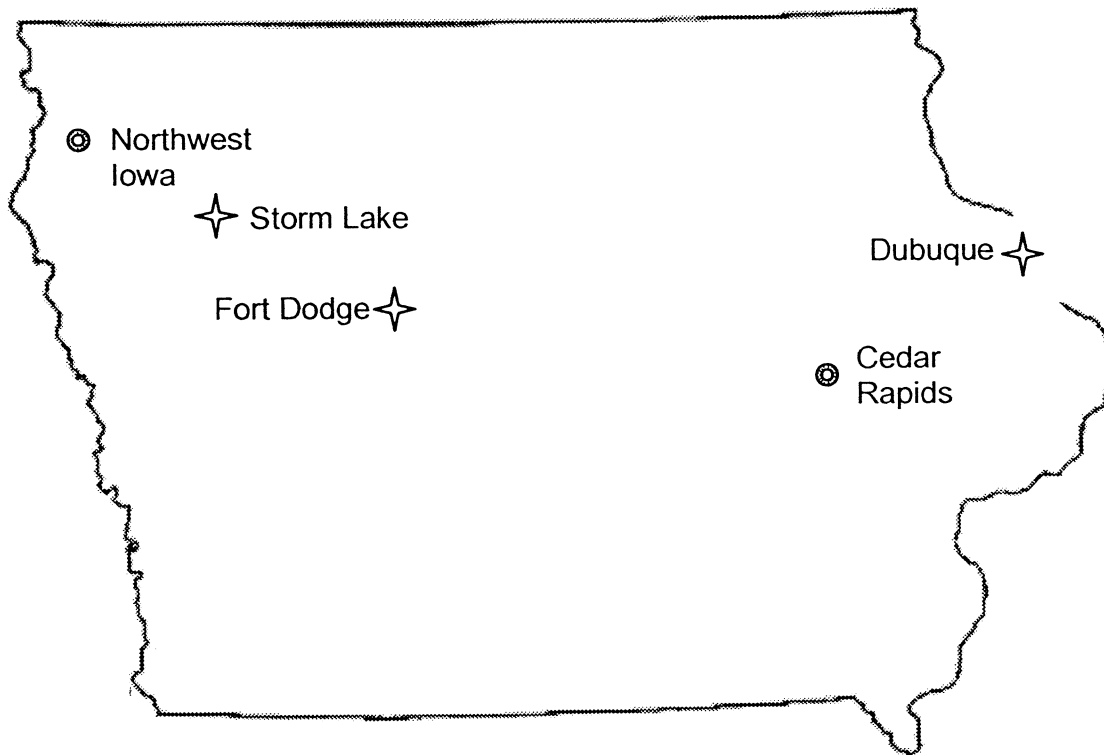 Northwest
Iowa
Storm Lake
Dubuque
Fort Dodge
Cedar
Rapids